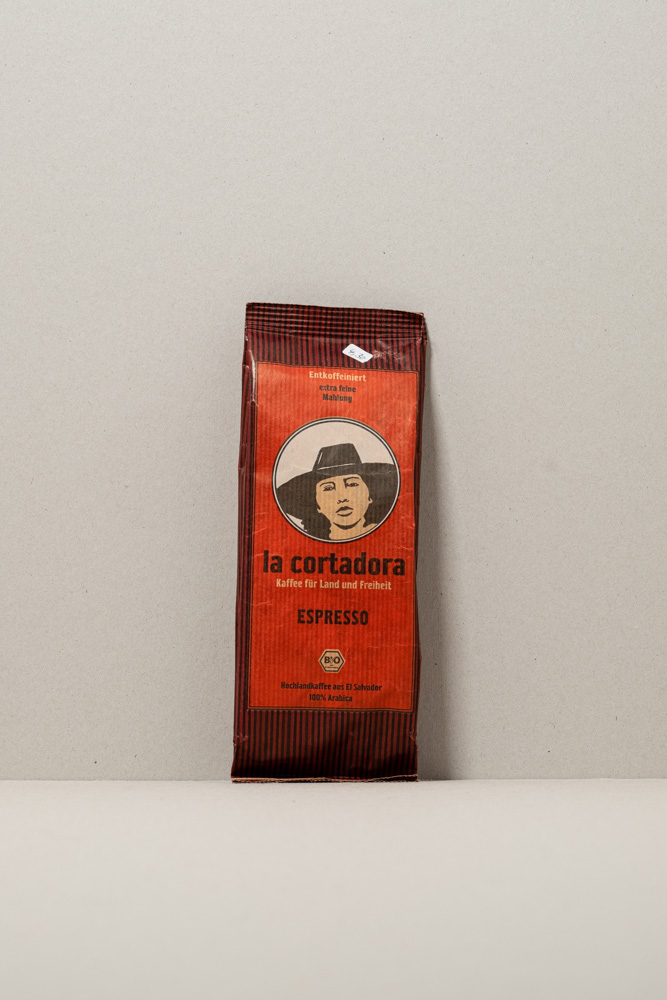 Entkoffeiniert
extra feine
Mahlung
la cortadora
Kaffee für Land und Freiheit
ESPRESSO
BIO
Hochlandkaffee aus El Salvador
100% Arabica